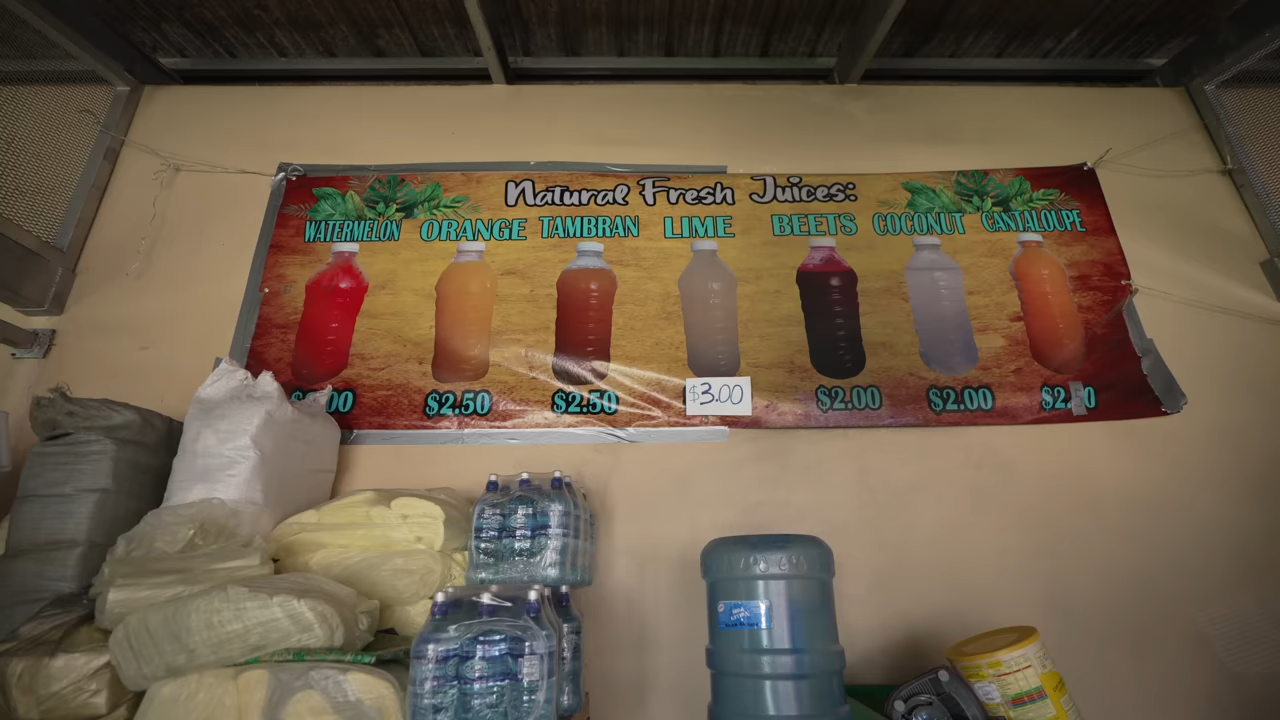 Natural Fresh Juices:
WATERMELON ORANGE TAMBRAN LIME BEETS COCONUT CANTALOUPE
$2.50 $2.50 $3.00 $2.00 $2.00